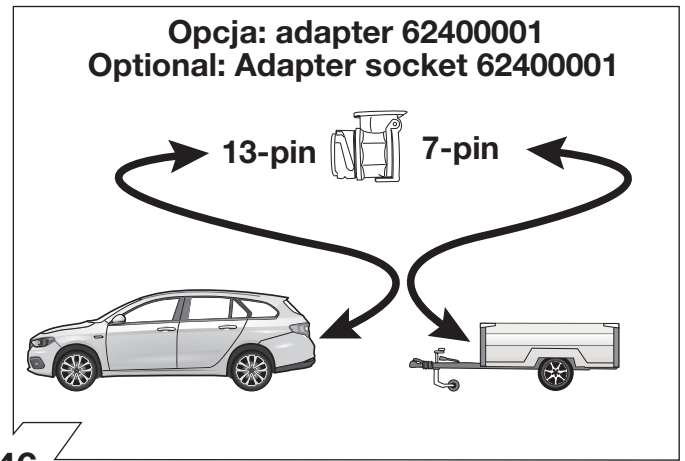 Opcja: adapter 62400001
Optional: Adapter socket 62400001
13-pin 7-pin